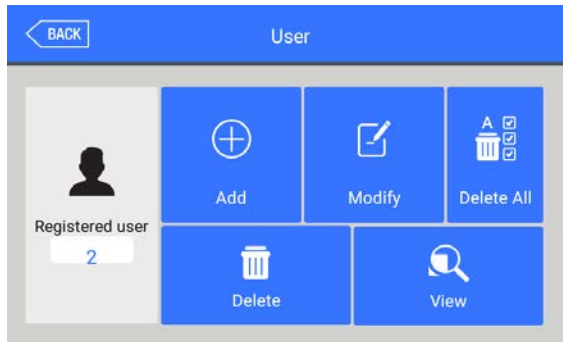 BACK
User
Add
Modify
A
Delete All
Registered user
2
Delete
View